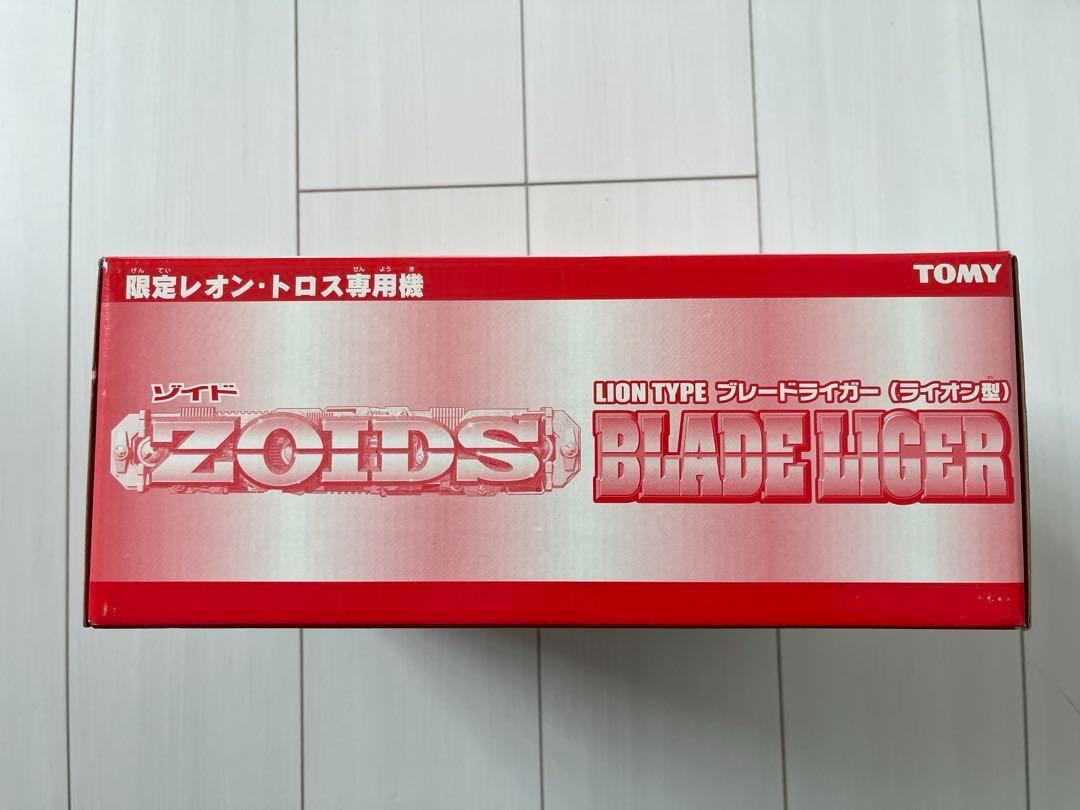 げんてい せんようき
限定レオン・トロス専用機
TOMY
ゾイド
ZOIDS
LION TYPE ブレードライガー（ライオン型）
BLADE LIGER